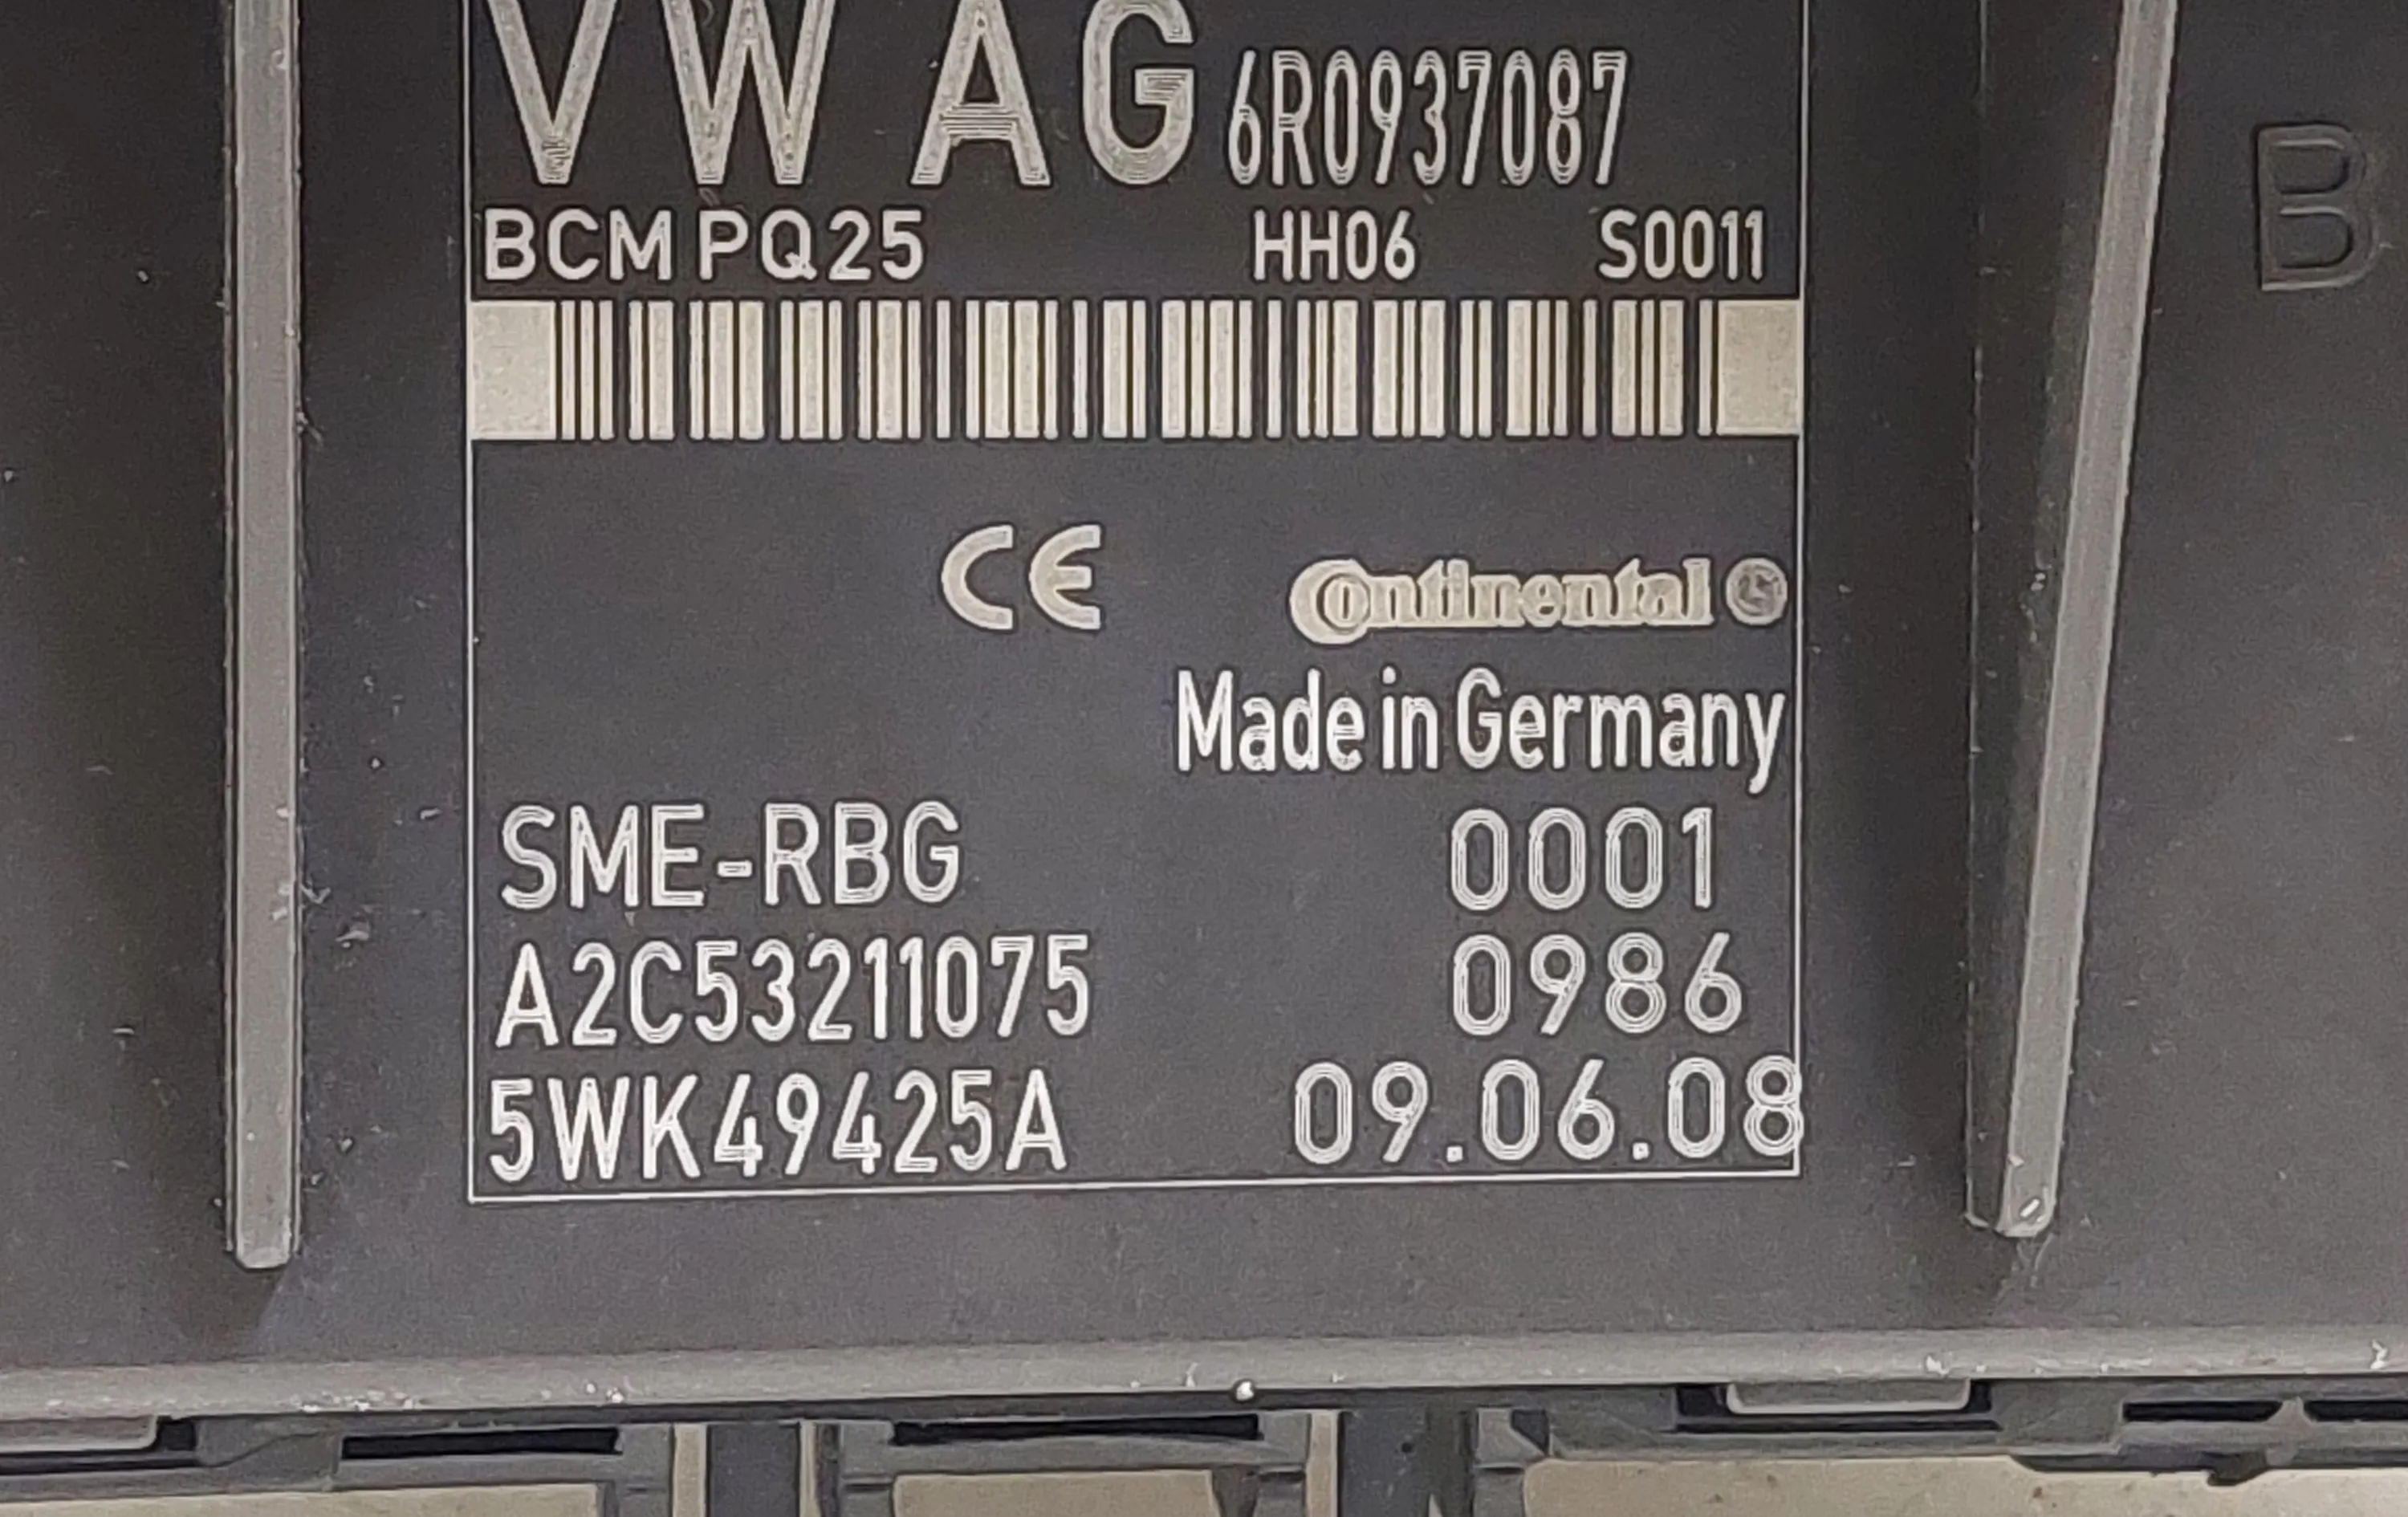 VW AG 6R0937087
BCM PQ25 HH06 S0011
B
CE
Continental
Made in Germany
SME-RBG 0001
A2C53211075 0986
5WK49425A 09.06.08